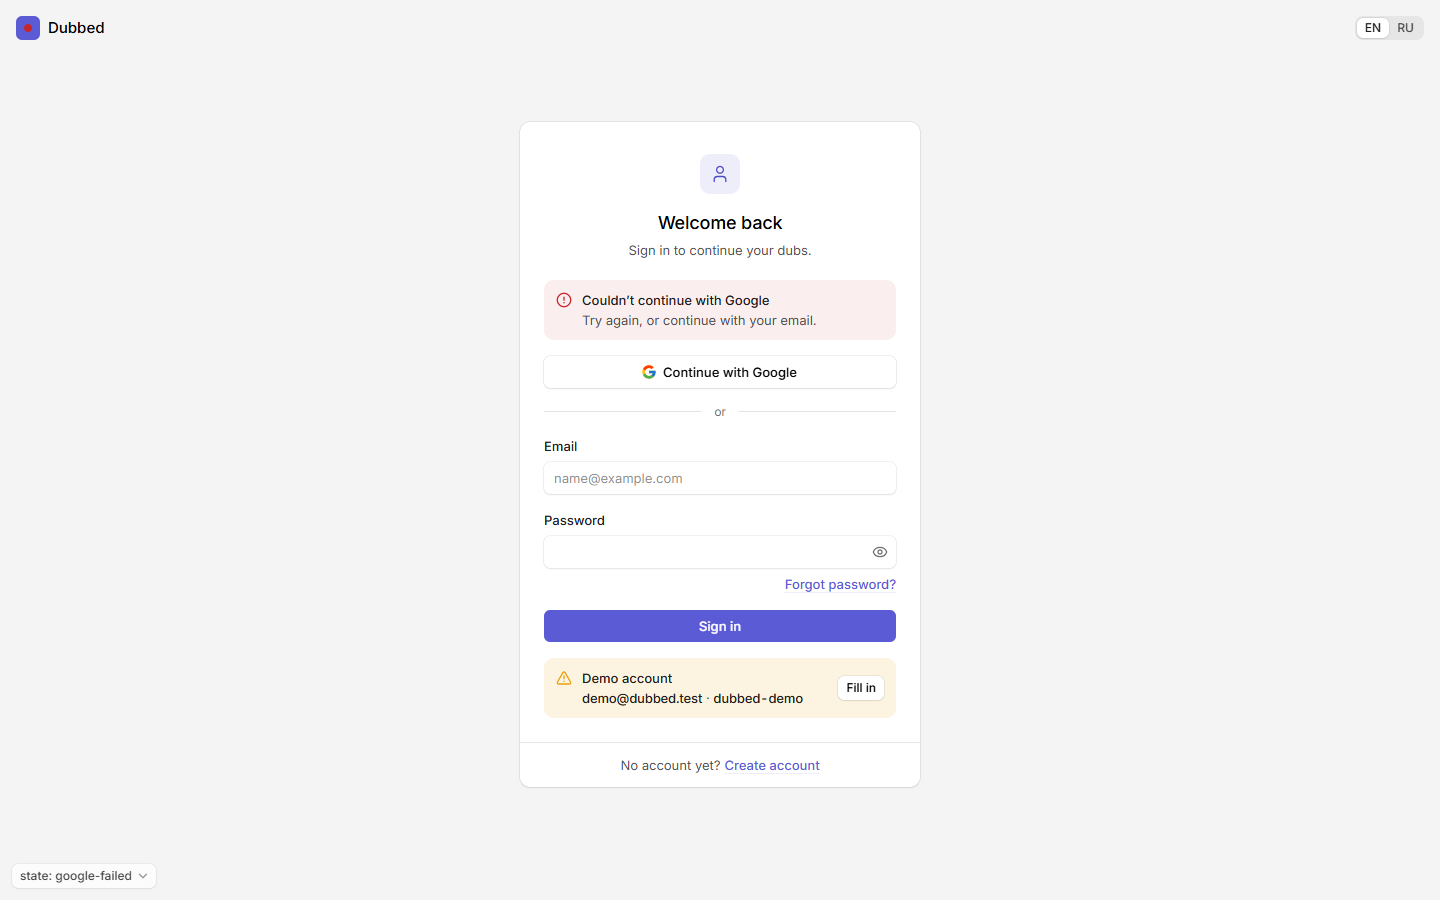 Dubbed
EN RU
Welcome back
Sign in to continue your dubs.
Couldn’t continue with Google
Try again, or continue with your email.
Continue with Google
or
Email
name@example.com
Password
Forgot password?
Sign in
Demo account
demo@dubbed.test · dubbed-demo
Fill in
No account yet? Create account
state: google-failed